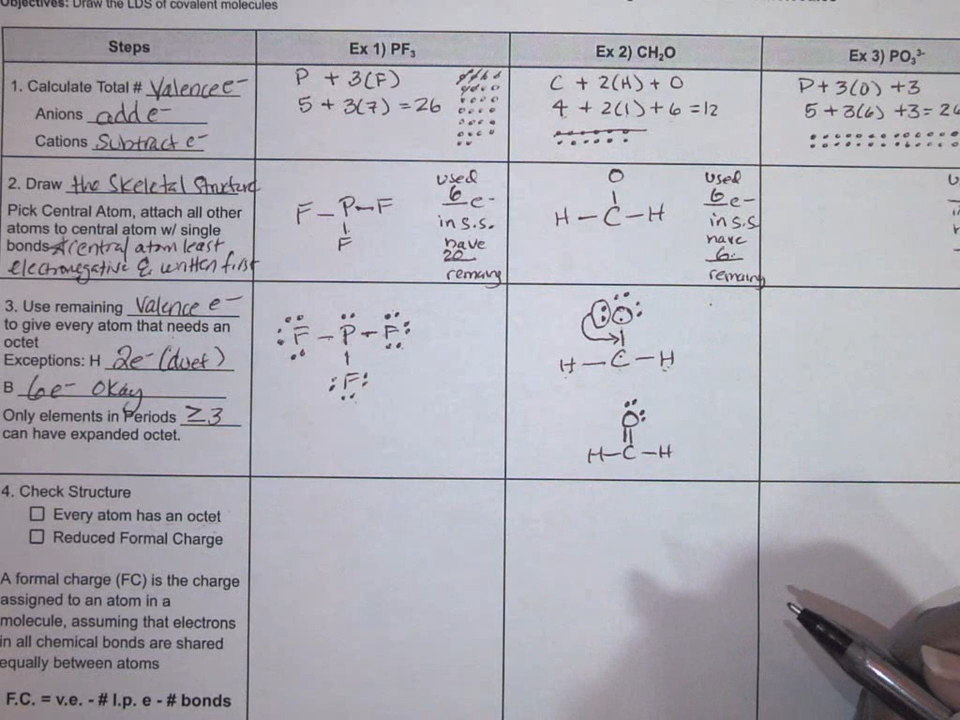 Objectives: Draw the LDS of covalent molecules
Steps
Ex 1) PF₃
Ex 2) CH₂O
Ex 3) PO₃³⁻
1. Calculate Total # Valence e-
Anions add e-
Cations Subtract e-
P + 3(F)
5 + 3(7) = 26
C + 2(H) + O
4 + 2(1) + 6 = 12
P + 3(O) + 3
5 + 3(6) + 3 = 26
2. Draw the Skeletal Structure
Pick Central Atom, attach all other
atoms to central atom w/ single
bonds * central atom least
electronegative & written first
F – P – F
F
used
6 e-
in s.s.
have
20
remaing
O
H – C – H
used
6 e-
in s.s
have
6
remaing
3. Use remaining Valence e-
to give every atom that needs an
octet
Exceptions: H 2e- (duet)
B 6e- okay
Only elements in Periods ≥3
can have expanded octet.
F – P – F
F
O
H – C – H
O
H – C – H
4. Check Structure
Every atom has an octet
Reduced Formal Charge
A formal charge (FC) is the charge
assigned to an atom in a
molecule, assuming that electrons
in all chemical bonds are shared
equally between atoms
F.C. = v.e. - # l.p. e - # bonds